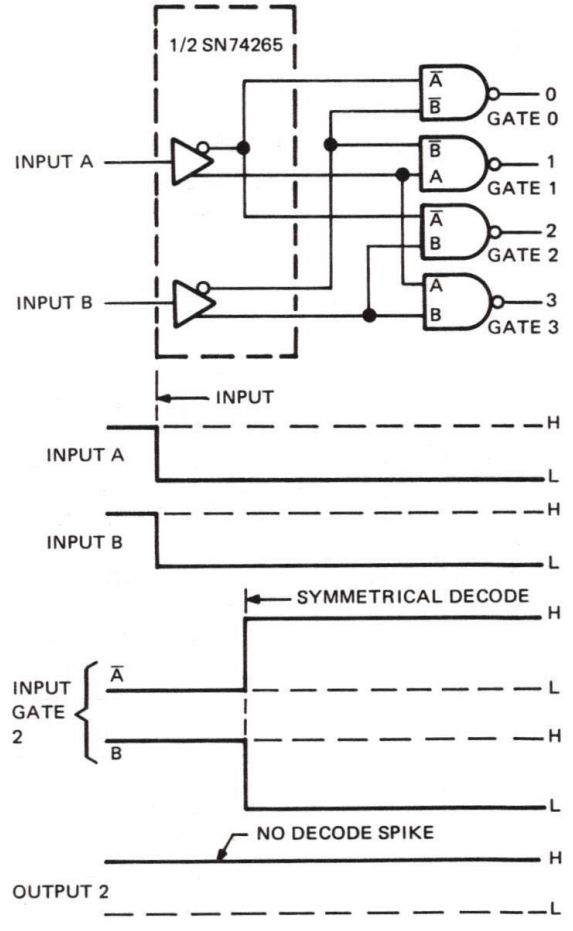 1/2 SN74265
A̅
0
B̅
GATE 0
INPUT A
B̅
1
A
GATE 1
A̅
2
B
GATE 2
INPUT B
A
3
B
GATE 3
INPUT
H
INPUT A
L
H
INPUT B
L
SYMMETRICAL DECODE
H
A̅
INPUT
GATE
2
L
H
B
L
NO DECODE SPIKE
H
OUTPUT 2
L